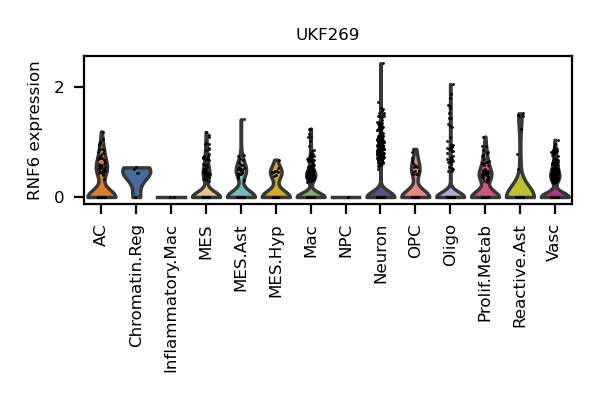 UKF269
RNF6 expression
2
0
AC
Chromatin.Reg
Inflammatory.Mac
MES
MES.Ast
MES.Hyp
Mac
NPC
Neuron
OPC
Oligo
Prolif.Metab
Reactive.Ast
Vasc